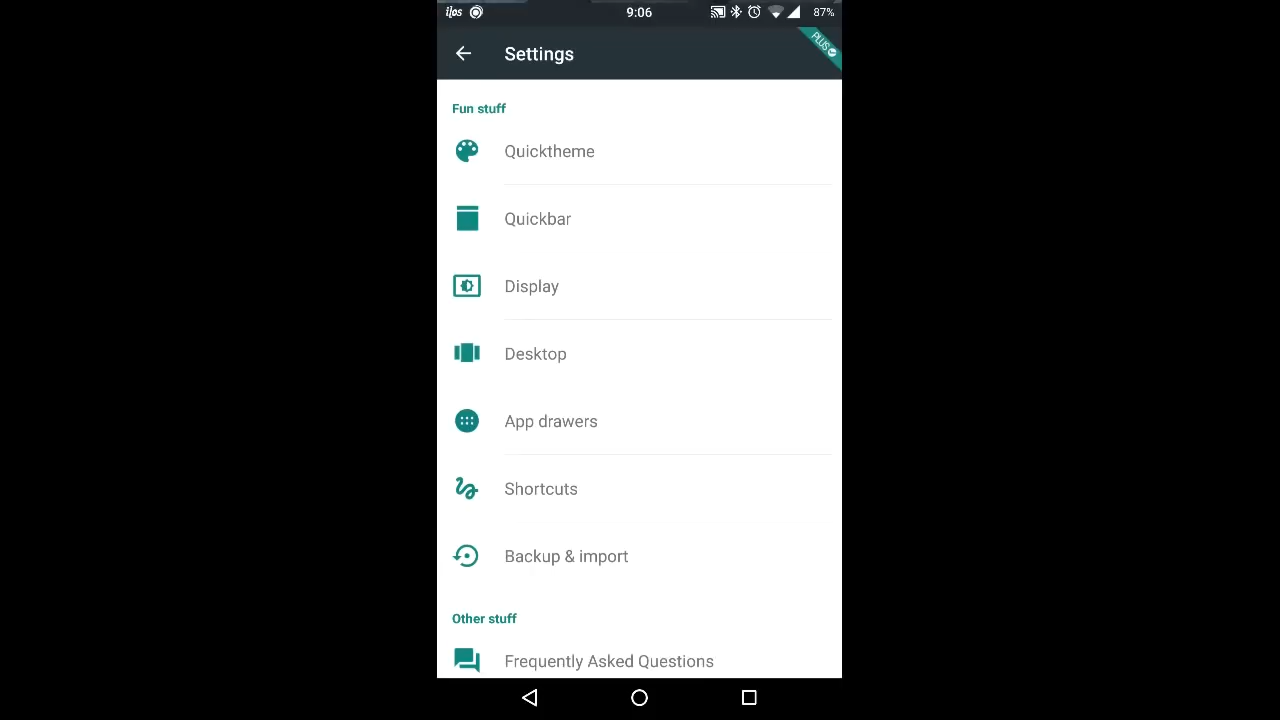 ilos 9:06 87%
Settings
PLUS
Fun stuff
Quicktheme
Quickbar
Display
Desktop
App drawers
Shortcuts
Backup & import
Other stuff
Frequently Asked Questions